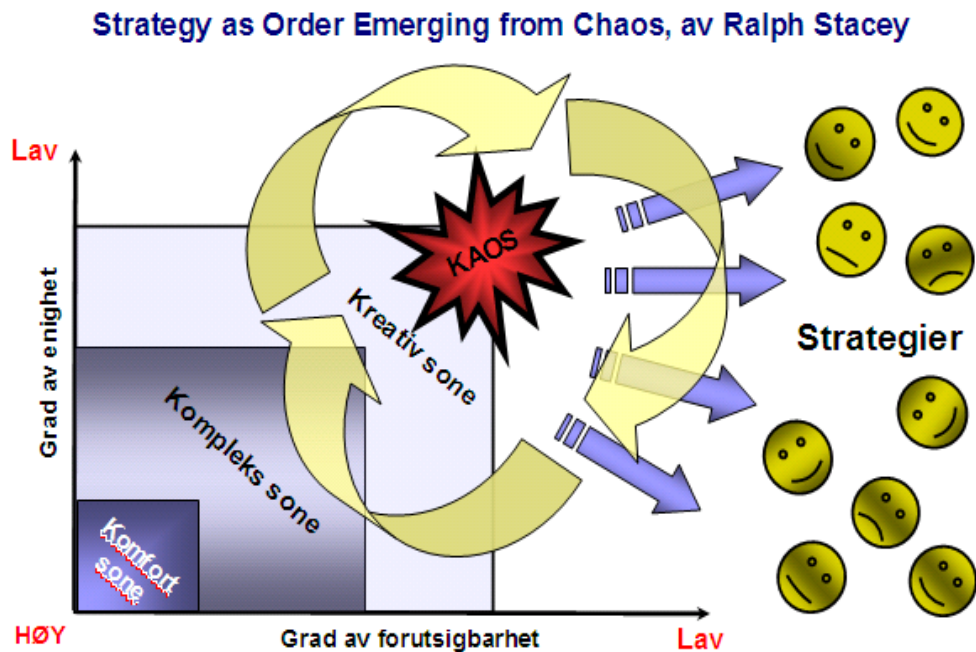 Strategy as Order Emerging from Chaos, av Ralph Stacey
Lav
KAOS
Kreativ sone
Strategier
Grad av enighet
Kompleks sone
Komfort
sone
HØY
Grad av forutsigbarhet
Lav